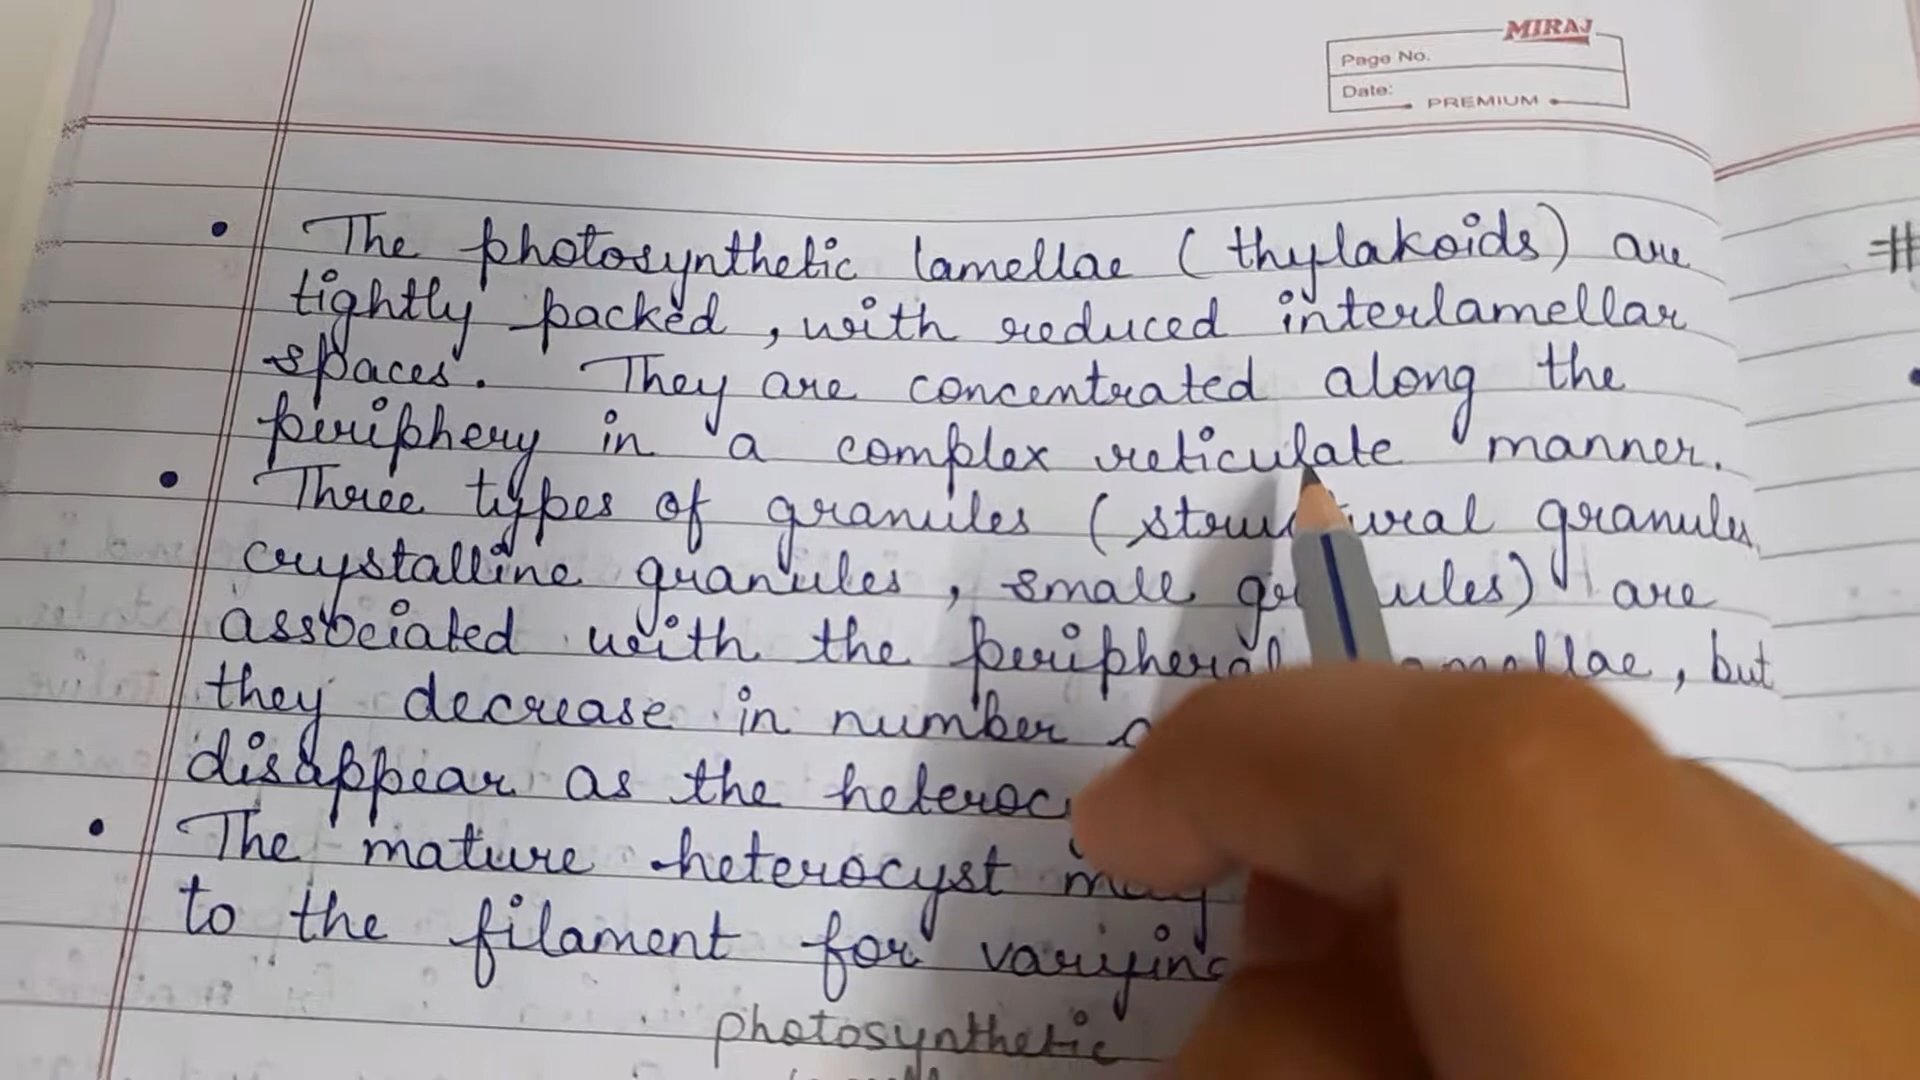 MIRAJ
Page No.
Date:
PREMIUM
#
• The photosynthetic lamellae (thylakoids) are
tightly packed, with reduced interlamellar
spaces. They are concentrated along the
periphery in a complex reticulate manner.
• Three types of granules (structural granules,
crystalline granules, small granules) are
associated with the peripheral lamellae, but
they decrease in number
disappear as the
• The mature heterocyst may
to the filament for
photosynthetic